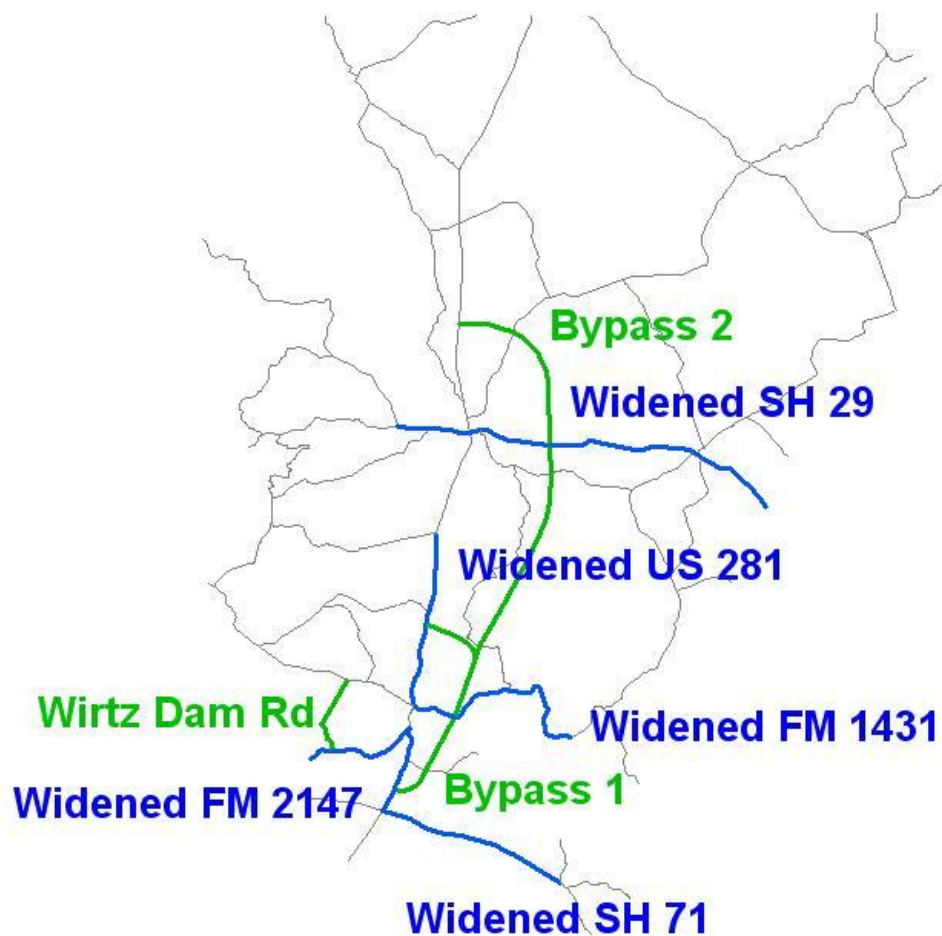 Bypass 2
Widened SH 29
Widened US 281
Wirtz Dam Rd
Widened FM 1431
Bypass 1
Widened FM 2147
Widened SH 71